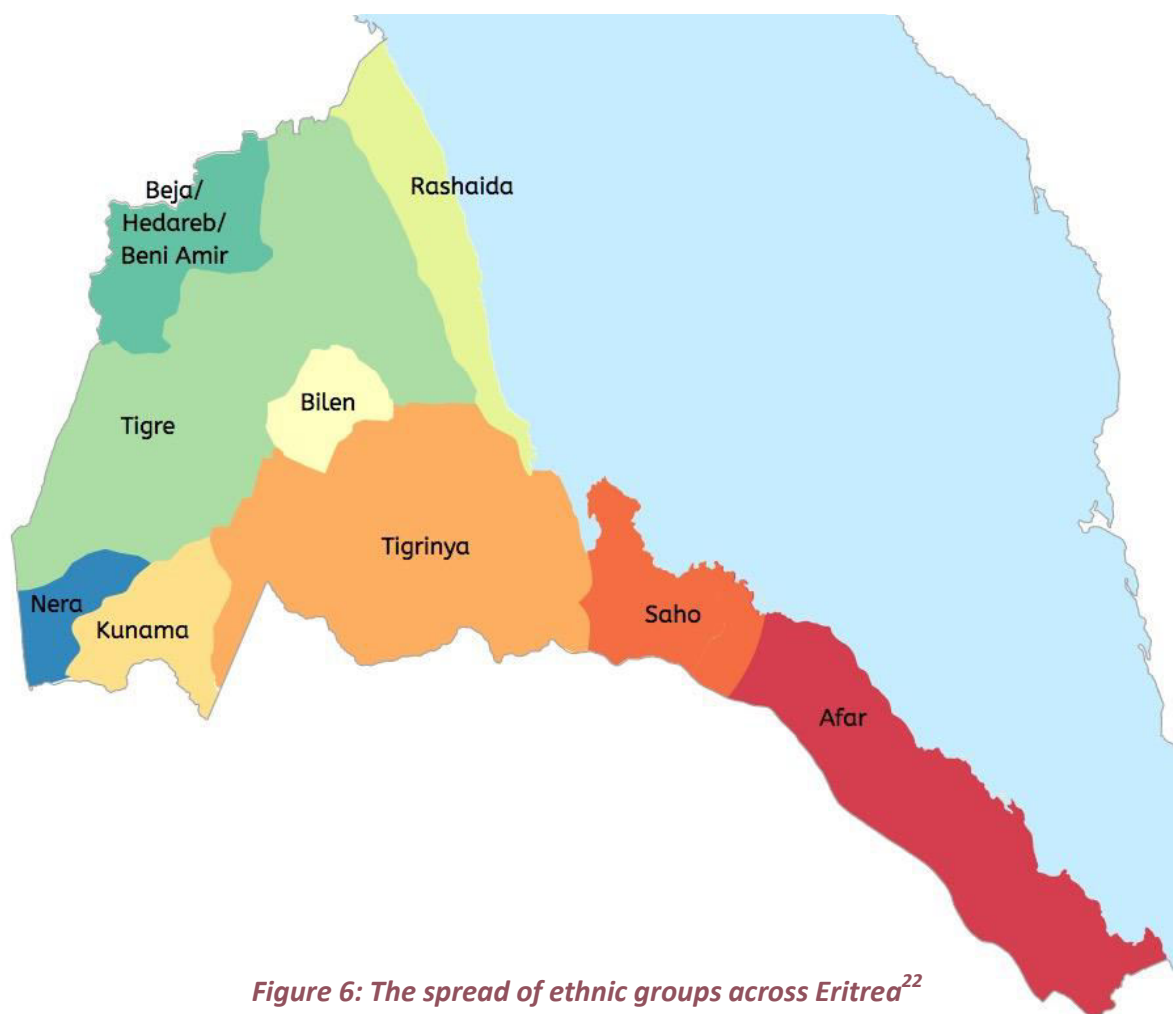 Beja/
Hedareb/
Beni Amir
Rashaida
Bilen
Tigre
Tigrinya
Nera
Kunama
Saho
Afar
Figure 6: The spread of ethnic groups across Eritrea22